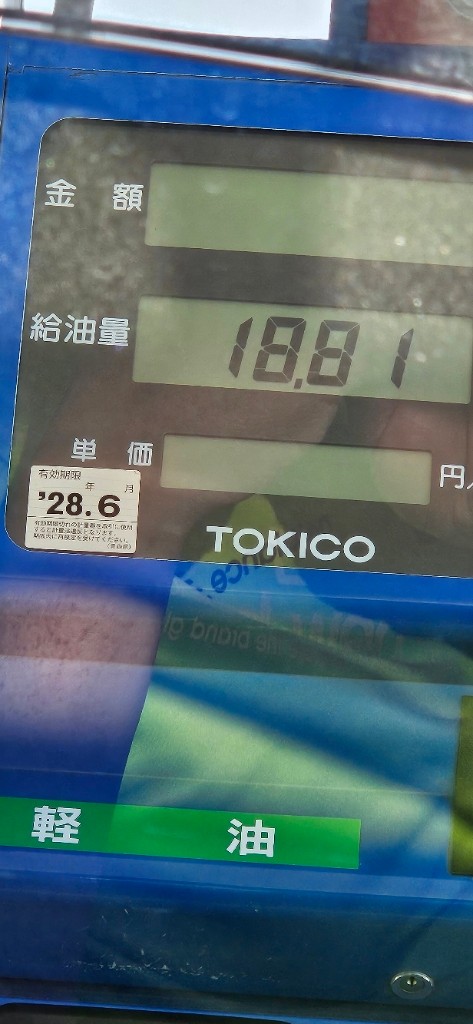 金 額
給油量 18.81
単 価 円/
有効期限
年 月
'28.6
TOKICO
軽 油